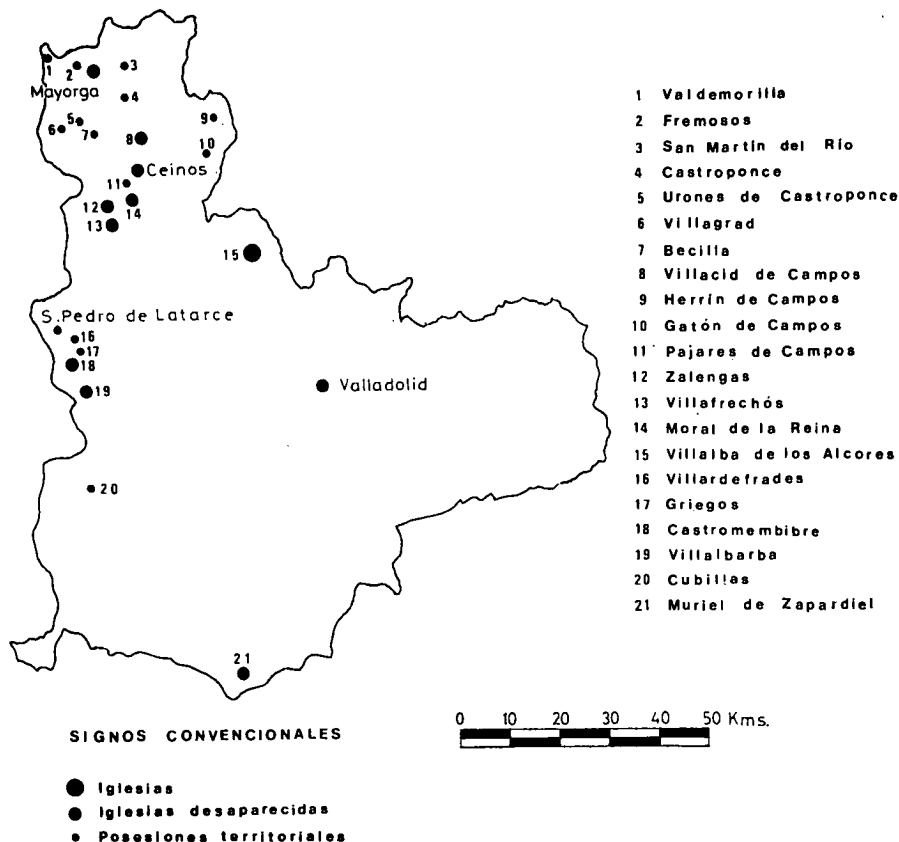 1
2
3
Mayorga
4
5
6
7
8
9
10
Ceinos
11
12
14
13
15
S. Pedro de Latarce
16
17
18
19
Valladolid
20
21
1 Valdemorilla
2 Fremosos
3 San Martín del Río
4 Castroponce
5 Urones de Castroponce
6 Villagrad
7 Becilla
8 Villacid de Campos
9 Herrín de Campos
10 Gatón de Campos
11 Pajares de Campos
12 Zalengas
13 Villafrechós
14 Moral de la Reina
15 Villalba de los Alcores
16 Villardefrades
17 Griegos
18 Castromembibre
19 Villalbarba
20 Cubillas
21 Muriel de Zapardiel
0 10 20 30 40 50 Kms.
SIGNOS CONVENCIONALES
Iglesias
Iglesias desaparecidas
Posesiones territoriales